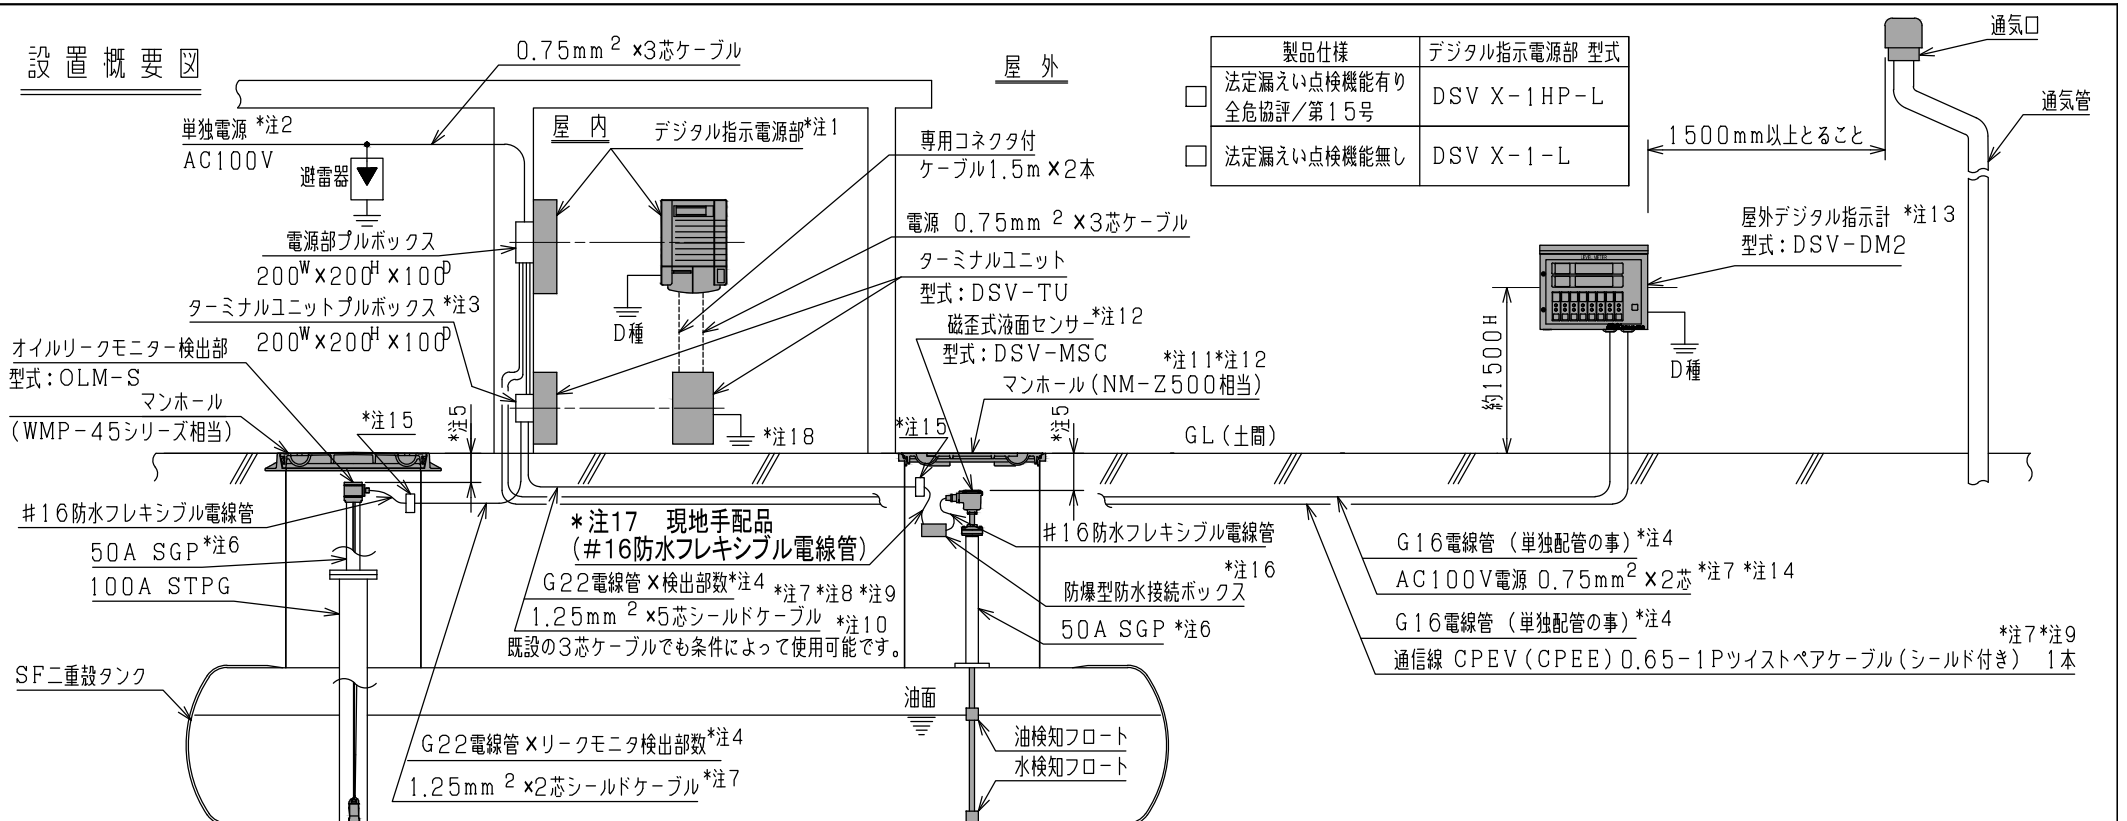 設置概要図
0.75mm²×3芯ケーブル
屋 外
単独電源 *注2
AC100V
避雷器
屋 内
デジタル指示電源部*注1
専用コネクタ付
ケーブル1.5m×2本
製品仕様
デジタル指示電源部 型式
□
法定漏えい点検機能有り
全危協評/第15号
DSV X-1HP-L
□
法定漏えい点検機能無し
DSV X-1-L
通気口
通気管
1500mm以上とること
電源部プルボックス
200ᵂ×200ᴴ×100ᴰ
電源 0.75mm²×3芯ケーブル
ターミナルユニット
型式:DSV-TU
D種
屋外デジタル指示計 *注13
型式:DSV-DM2
ターミナルユニットプルボックス *注3
200ᵂ×200ᴴ×100ᴰ
磁歪式液面センサー*注12
型式:DSV-MSC
*注11*注12
マンホール(NM-Z500相当)
オイルリークモニター検出部
型式:OLM-S
マンホール
(WMP-45シリーズ相当)
*注15
*注5
*注18
*注15
*注5
GL(土間)
約1500ᴴ
D種
#16防水フレキシブル電線管
50A SGP*注6
100A STPG
*注17 現地手配品
(#16防水フレキシブル電線管)
G22電線管×検出部数*注4
*注7*注8*注9
1.25mm²×5芯シールドケーブル
*注10
既設の3芯ケーブルでも条件によって使用可能です。
#16防水フレキシブル電線管
*注16
防爆型防水接続ボックス
50A SGP *注6
G16電線管 (単独配管の事)*注4
AC100V電源 0.75mm²×2芯*注7 *注14
G16電線管 (単独配管の事)*注4
*注7*注9
通信線 CPEV(CPEE)0.65-1Pツイストペアケーブル(シールド付き) 1本
SF二重殻タンク
油面
G22電線管×リークモニタ検出部数*注4
1.25mm²×2芯シールドケーブル*注7
油検知フロート
水検知フロート